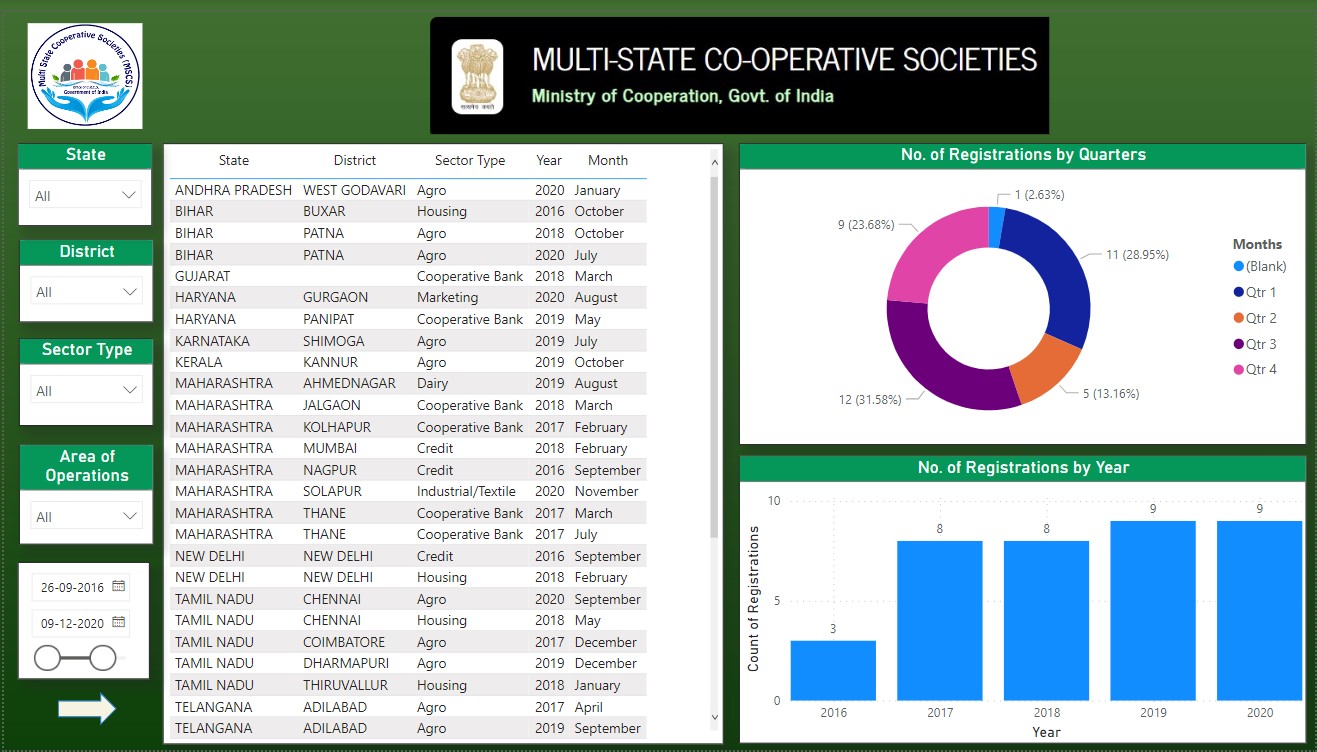 Multi State Cooperative Societies (MSCS)
Government of India
सत्यमेव जयते
MULTI-STATE CO-OPERATIVE SOCIETIES
Ministry of Cooperation, Govt. of India
State
All
District
All
Sector Type
All
Area of
Operations
All
26-09-2016
09-12-2020
State District Sector Type Year Month
ANDHRA PRADESH WEST GODAVARI Agro 2020 January
BIHAR BUXAR Housing 2016 October
BIHAR PATNA Agro 2018 October
BIHAR PATNA Agro 2020 July
GUJARAT Cooperative Bank 2018 March
HARYANA GURGAON Marketing 2020 August
HARYANA PANIPAT Cooperative Bank 2019 May
KARNATAKA SHIMOGA Agro 2019 July
KERALA KANNUR Agro 2019 October
MAHARASHTRA AHMEDNAGAR Dairy 2019 August
MAHARASHTRA JALGAON Cooperative Bank 2018 March
MAHARASHTRA KOLHAPUR Cooperative Bank 2017 February
MAHARASHTRA MUMBAI Credit 2018 February
MAHARASHTRA NAGPUR Credit 2016 September
MAHARASHTRA SOLAPUR Industrial/Textile 2020 November
MAHARASHTRA THANE Cooperative Bank 2017 March
MAHARASHTRA THANE Cooperative Bank 2017 July
NEW DELHI NEW DELHI Credit 2016 September
NEW DELHI NEW DELHI Housing 2018 February
TAMIL NADU CHENNAI Agro 2020 September
TAMIL NADU CHENNAI Housing 2018 May
TAMIL NADU COIMBATORE Agro 2017 December
TAMIL NADU DHARMAPURI Agro 2019 December
TAMIL NADU THIRUVALLUR Housing 2018 January
TELANGANA ADILABAD Agro 2017 April
TELANGANA ADILABAD Agro 2019 September
No. of Registrations by Quarters
1 (2.63%)
9 (23.68%)
11 (28.95%)
12 (31.58%)
5 (13.16%)
Months
(Blank)
Qtr 1
Qtr 2
Qtr 3
Qtr 4
No. of Registrations by Year
Count of Registrations
10
5
0
3
8
8
9
9
2016 2017 2018 2019 2020
Year